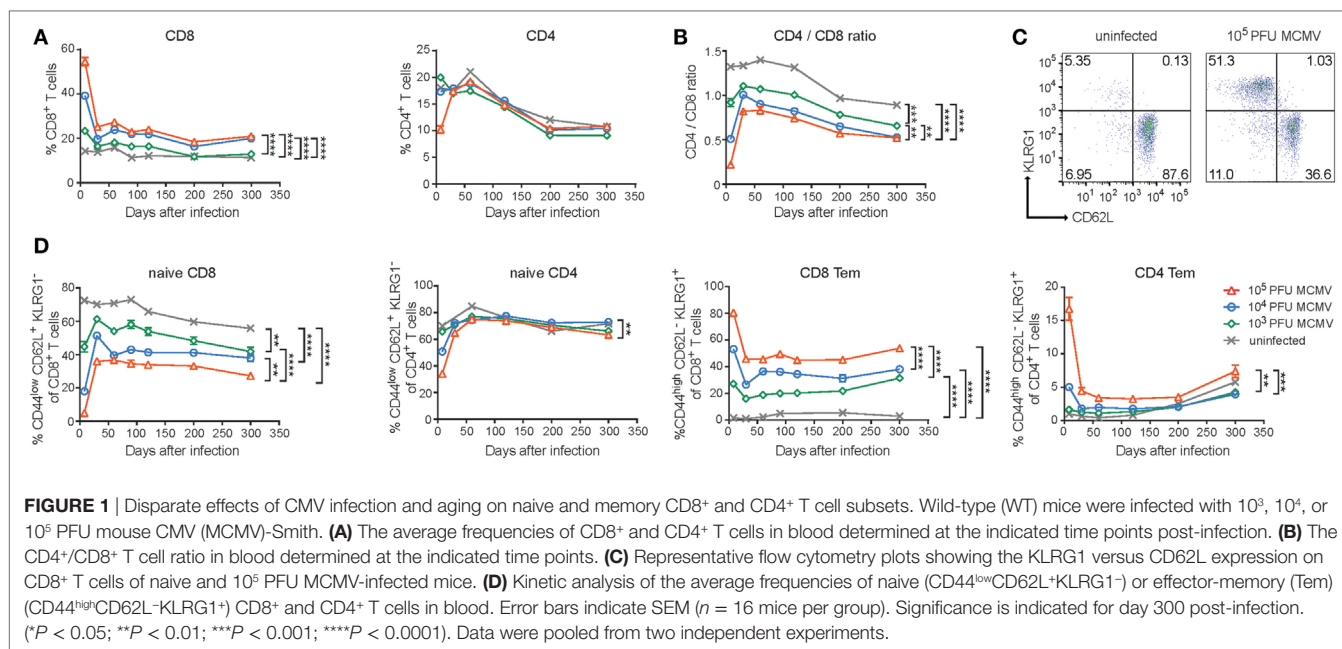 A
CD8
% CD8+ T cells
60
40
20
0
0 50 100 150 200 250 300 350
Days after infection
****
****
****
****
CD4
% CD4+ T cells
25
20
15
10
5
0
0 50 100 150 200 250 300 350
Days after infection
B
CD4 / CD8 ratio
CD4 / CD8 ratio
1.5
1.0
0.5
0
0 50 100 150 200 250 300 350
Days after infection
***
**
**
****
****
C
uninfected
10⁵ PFU MCMV
KLRG1
10⁵
10⁴
10³
10²
10¹
5.35 0.13
6.95 87.6
51.3 1.03
11.0 36.6
10¹ 10² 10³ 10⁴ 10⁵
10¹ 10² 10³ 10⁴ 10⁵
CD62L
D
naive CD8
% CD44low CD62L+ KLRG1-
of CD8+ T cells
80
60
40
20
0
0 50 100 150 200 250 300 350
Days after infection
**
**
****
****
****
naive CD4
% CD44low CD62L+ KLRG1-
of CD4+ T cells
100
80
60
40
20
0
0 50 100 150 200 250 300 350
Days after infection
**
CD8 Tem
%CD44high CD62L- KLRG1+
of CD8+ T cells
100
80
60
40
20
0
0 50 100 150 200 250 300 350
Days after infection
****
****
****
****
****
CD4 Tem
% CD44high CD62L- KLRG1+
of CD4+ T cells
20
15
10
5
0
0 50 100 150 200 250 300 350
Days after infection
**
***
10⁵ PFU MCMV
10⁴ PFU MCMV
10³ PFU MCMV
uninfected
FIGURE 1 | Disparate effects of CMV infection and aging on naive and memory CD8+ and CD4+ T cell subsets. Wild-type (WT) mice were infected with 10³, 10⁴, or
10⁵ PFU mouse CMV (MCMV)-Smith. (A) The average frequencies of CD8+ and CD4+ T cells in blood determined at the indicated time points post-infection. (B) The
CD4+/CD8+ T cell ratio in blood determined at the indicated time points. (C) Representative flow cytometry plots showing the KLRG1 versus CD62L expression on
CD8+ T cells of naive and 10⁵ PFU MCMV-infected mice. (D) Kinetic analysis of the average frequencies of naive (CD44lowCD62L+KLRG1-) or effector-memory (Tem)
(CD44highCD62L-KLRG1+) CD8+ and CD4+ T cells in blood. Error bars indicate SEM (n = 16 mice per group). Significance is indicated for day 300 post-infection.
(*P < 0.05; **P < 0.01; ***P < 0.001; ****P < 0.0001). Data were pooled from two independent experiments.